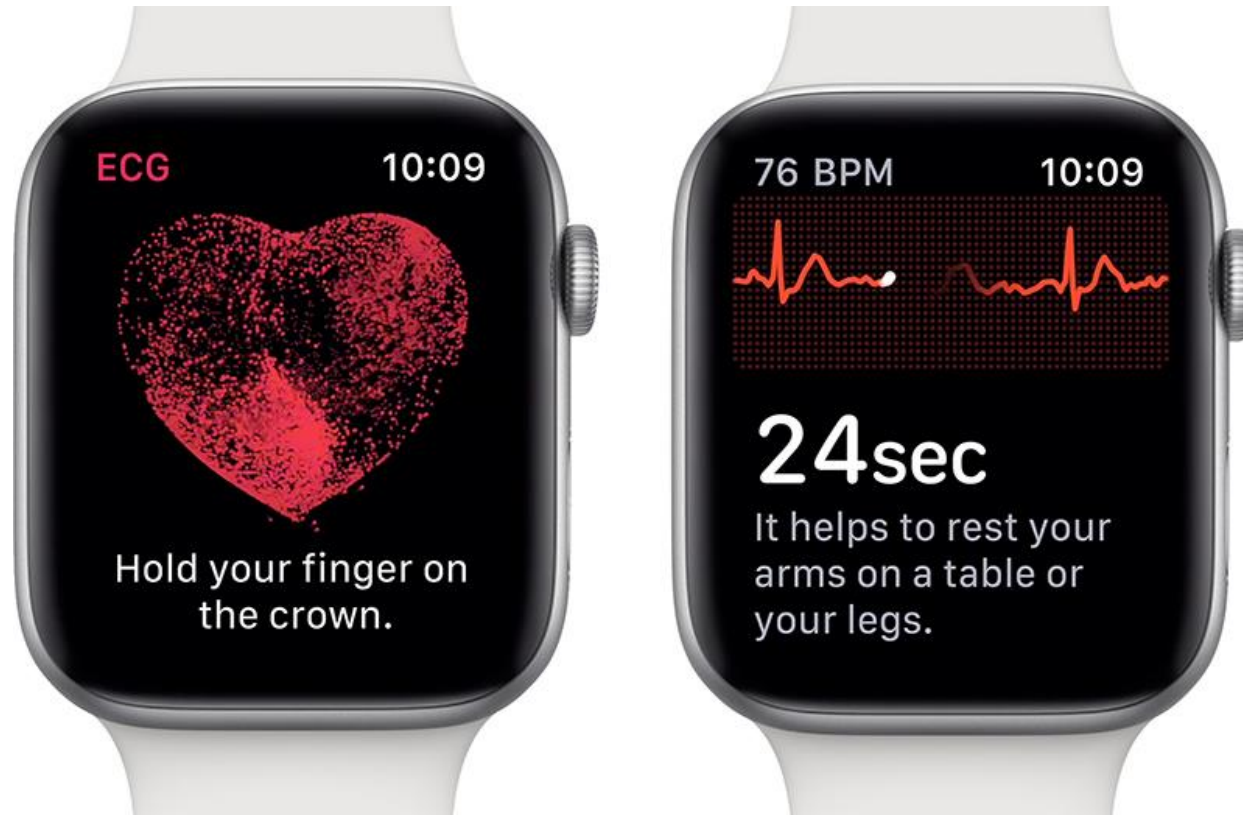 ECG 10:09
Hold your finger on
the crown.
76 BPM 10:09
24sec
It helps to rest your
arms on a table or
your legs.